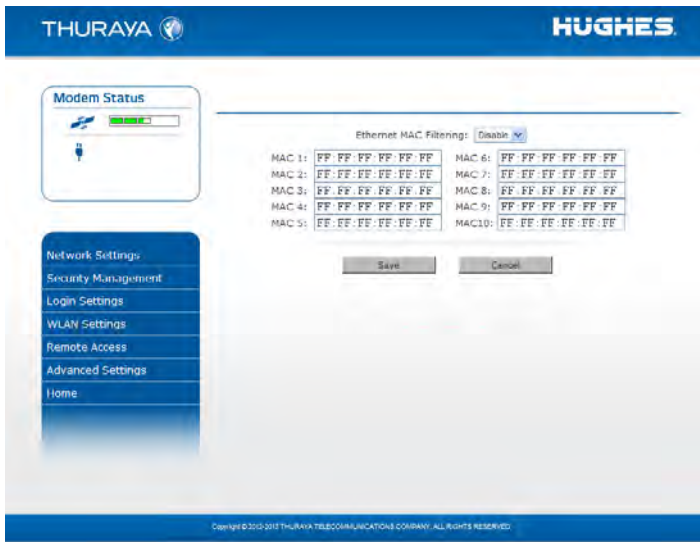 THURAYA
HUGHES.
Modem Status
Ethernet MAC Filtering: Disable
MAC 1: FF:FF:FF:FF:FF:FF MAC 6: FF:FF:FF:FF:FF:FF
MAC 2: FF:FF:FF:FF:FF:FF MAC 7: FF:FF:FF:FF:FF:FF
MAC 3: FF:FF:FF:FF:FF:FF MAC 8: FF:FF:FF:FF:FF:FF
MAC 4: FF:FF:FF:FF:FF:FF MAC 9: FF:FF:FF:FF:FF:FF
MAC 5: FF:FF:FF:FF:FF:FF MAC10: FF:FF:FF:FF:FF:FF
Save Cancel
Network Settings
Security Management
Login Settings
WLAN Settings
Remote Access
Advanced Settings
Home
Copyright © 2012-2013 THURAYA TELECOMMUNICATIONS COMPANY. ALL RIGHTS RESERVED